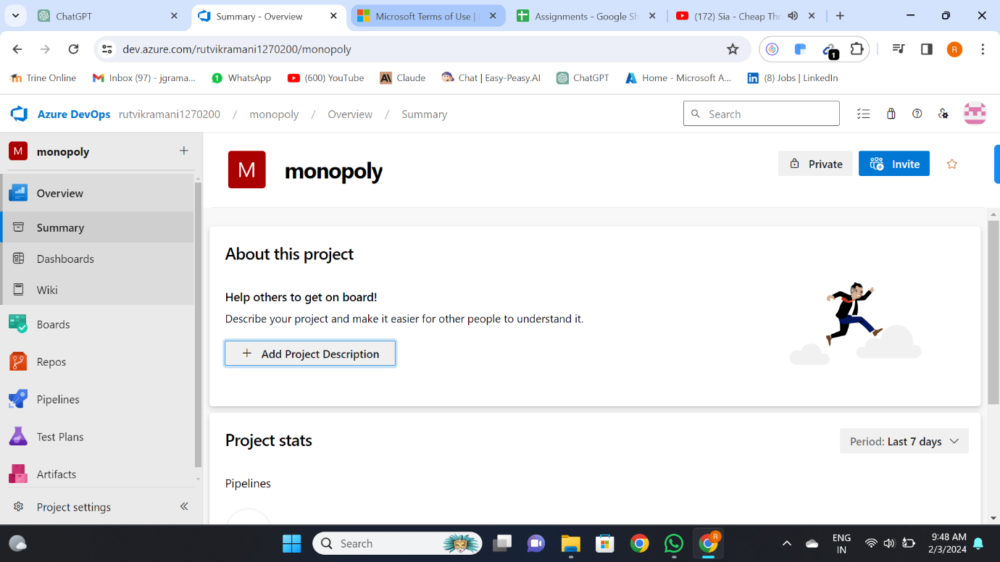 ChatGPT
Summary - Overview
Microsoft Terms of Use |
Assignments - Google Sh
(172) Sia - Cheap Thri
dev.azure.com/rutvikramani1270200/monopoly
1
R
Trine Online
Inbox (97) - jgrama...
1
WhatsApp
(600) YouTube
Claude
Chat | Easy-Peasy.AI
ChatGPT
Home - Microsoft A...
(8) Jobs | LinkedIn
Azure DevOps
rutvikramani1270200 / monopoly / Overview / Summary
Search
M monopoly
M monopoly
Private
Invite
Overview
Summary
Dashboards
Wiki
Boards
Repos
Pipelines
Test Plans
Artifacts
Project settings
About this project
Help others to get on board!
Describe your project and make it easier for other people to understand it.
Add Project Description
Project stats
Period: Last 7 days
Pipelines
Search
R
ENG
IN
9:48 AM
2/3/2024